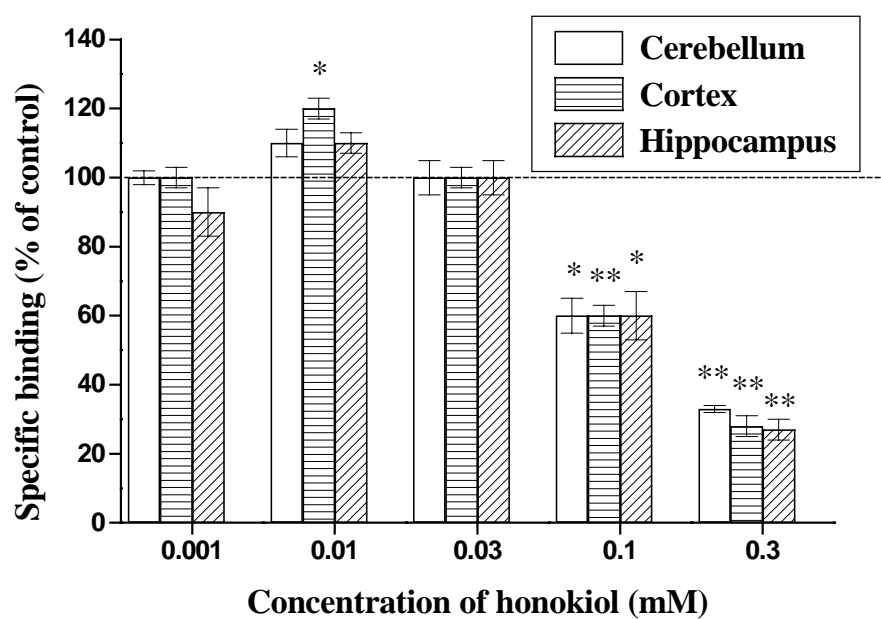 140
120
100
80
60
40
20
0
Specific binding (% of control)
Cerebellum
Cortex
Hippocampus
*
* ** *
** ** **
0.001 0.01 0.03 0.1 0.3
Concentration of honokiol (mM)